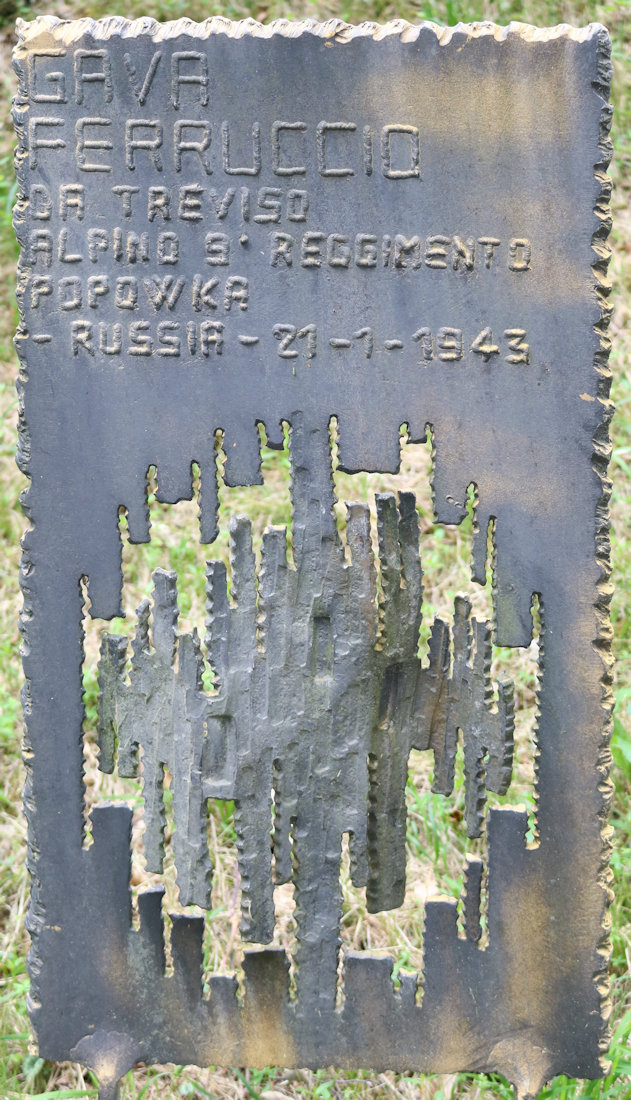 GAVA
FERRUCCIO
DA TREVISO
ALPINO 9° REGGIMENTO
POPOWKA
- RUSSIA - 21 - 1 - 1943